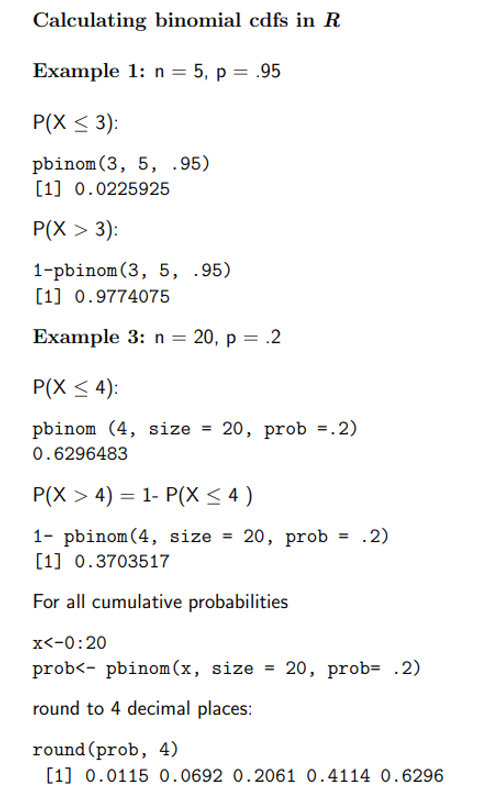 Calculating binomial cdfs in R
Example 1: n = 5, p = .95
P(X ≤ 3):
pbinom(3, 5, .95)
[1] 0.0225925
P(X > 3):
1-pbinom(3, 5, .95)
[1] 0.9774075
Example 3: n = 20, p = .2
P(X ≤ 4):
pbinom (4, size = 20, prob =.2)
0.6296483
P(X > 4) = 1- P(X ≤ 4 )
1- pbinom(4, size = 20, prob = .2)
[1] 0.3703517
For all cumulative probabilities
x<-0:20
prob<- pbinom(x, size = 20, prob= .2)
round to 4 decimal places:
round(prob, 4)
[1] 0.0115 0.0692 0.2061 0.4114 0.6296